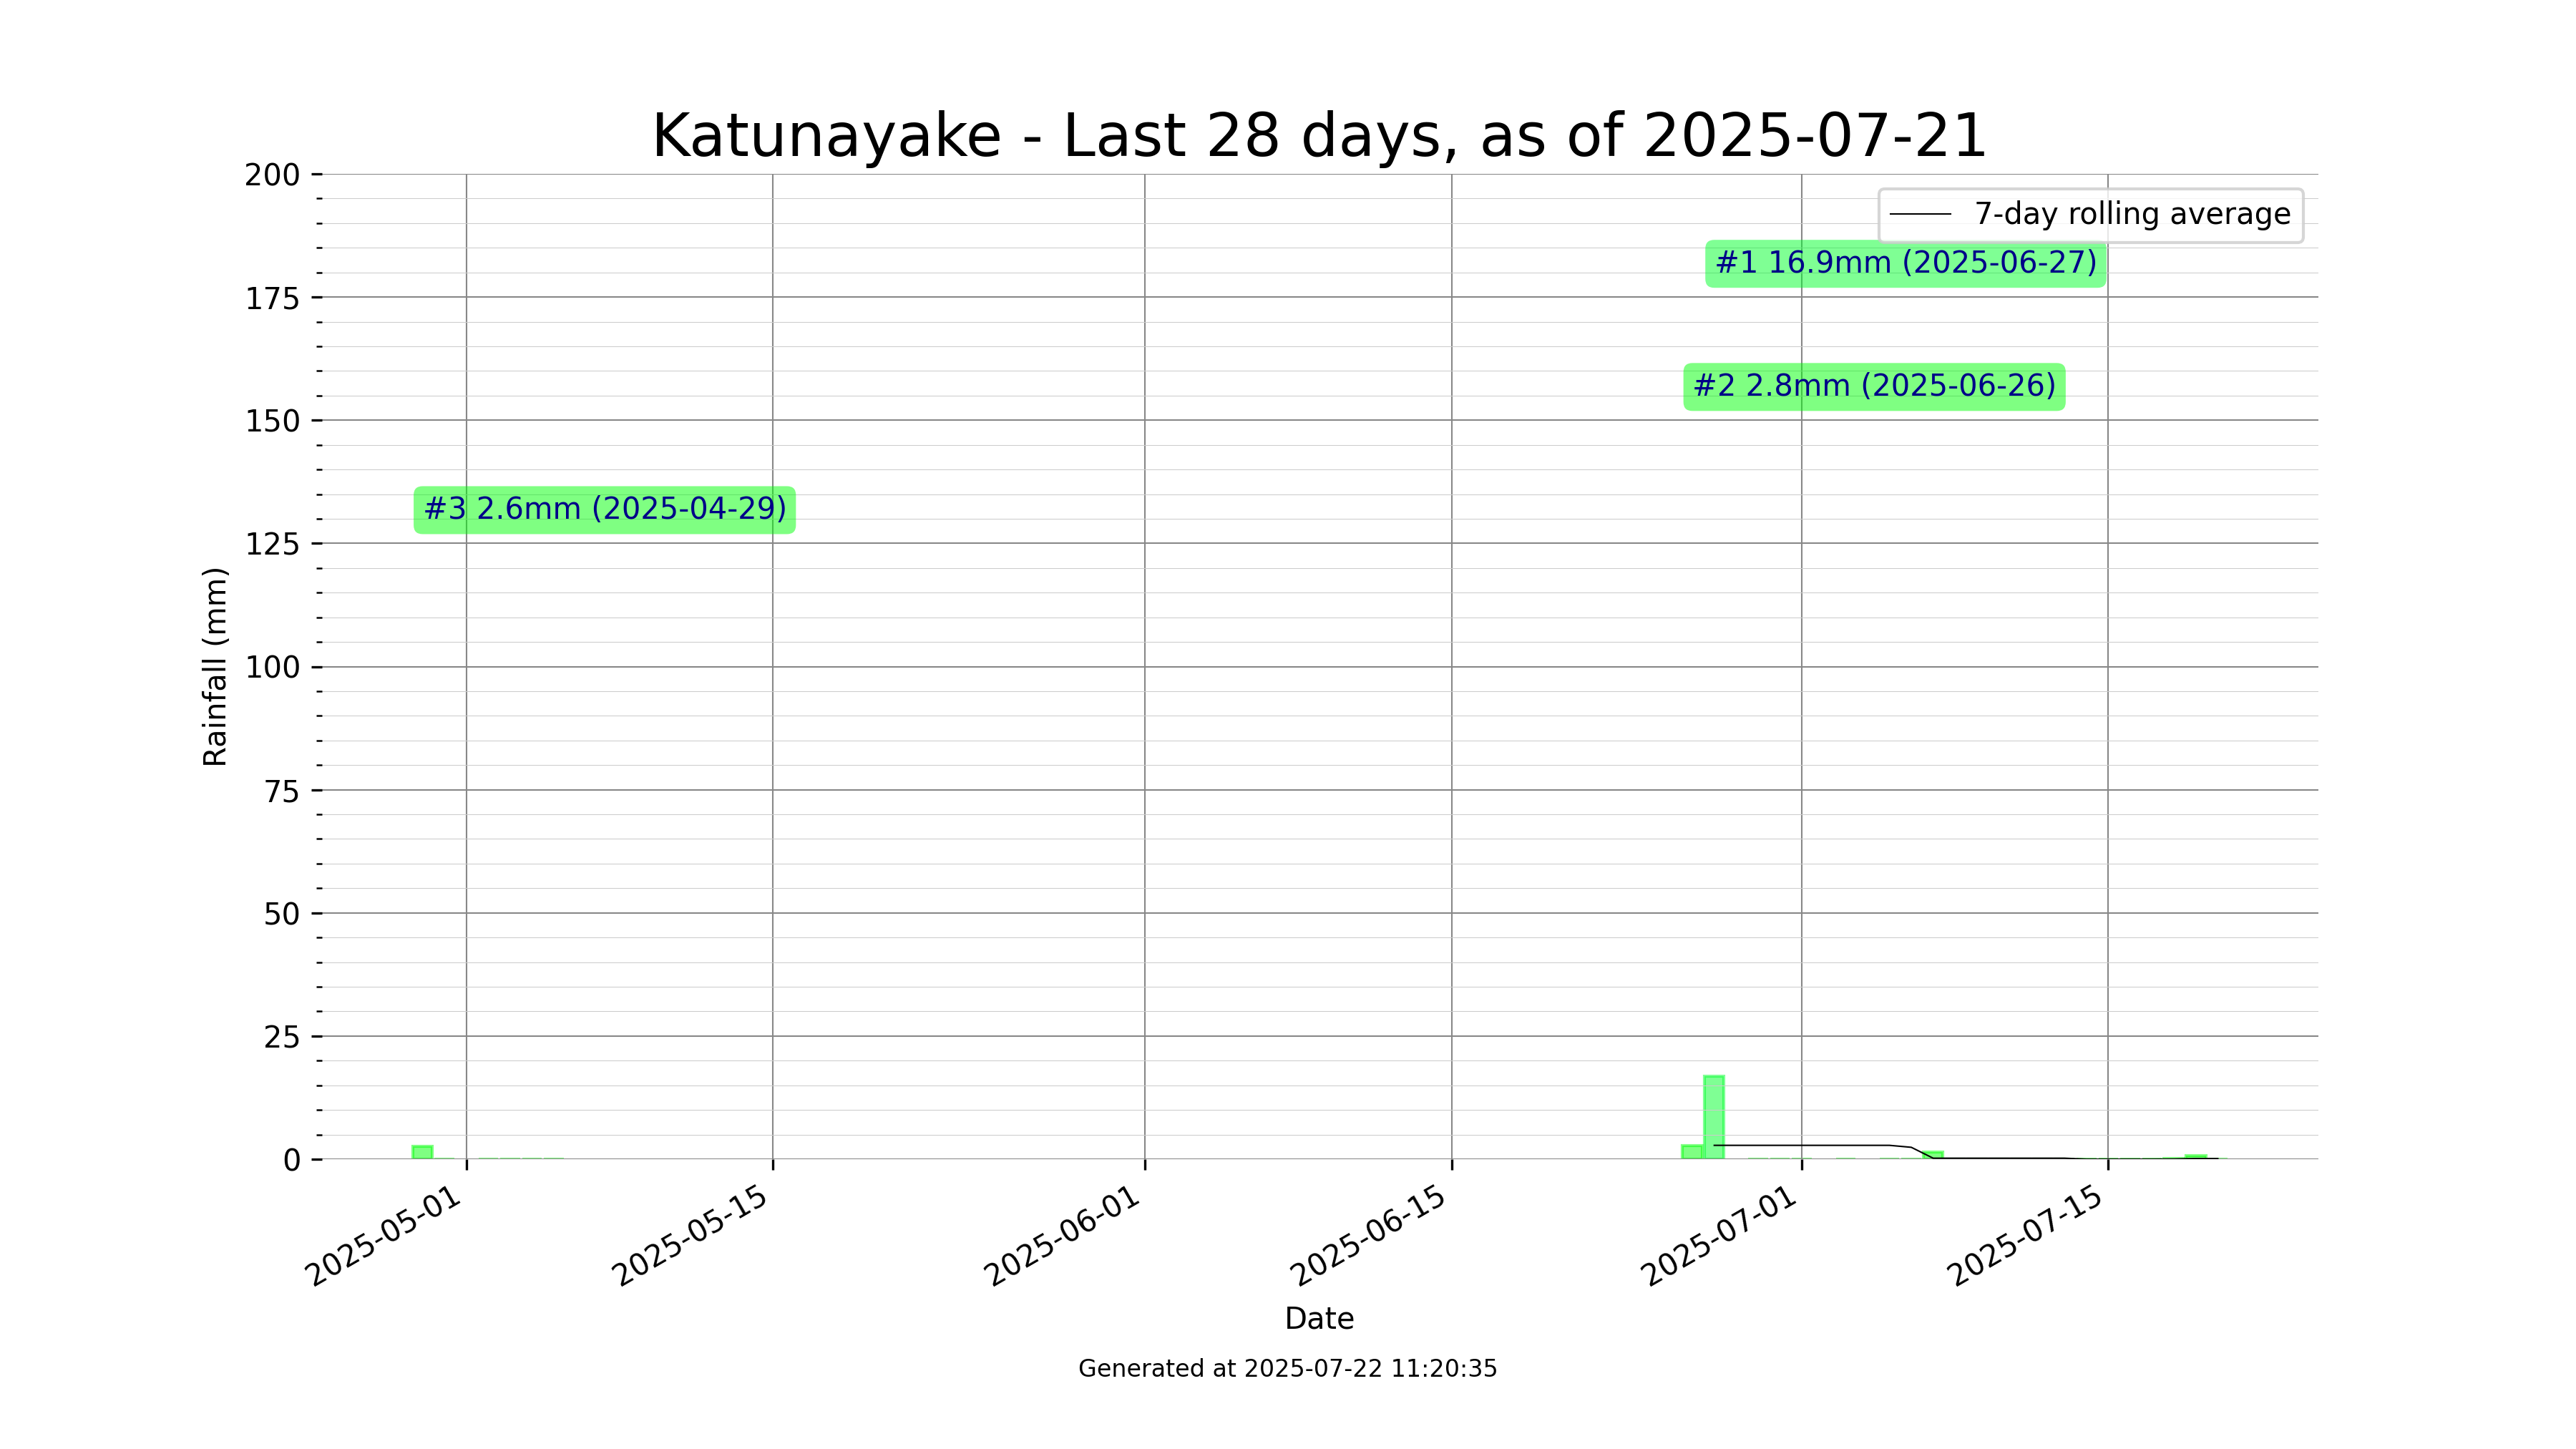 Katunayake - Last 28 days, as of 2025-07-21
200
175
150
125
100
75
50
25
0
Rainfall (mm)
7-day rolling average
#1 16.9mm (2025-06-27)
#2 2.8mm (2025-06-26)
#3 2.6mm (2025-04-29)
2025-05-01
2025-05-15
2025-06-01
2025-06-15
2025-07-01
2025-07-15
Date
Generated at 2025-07-22 11:20:35